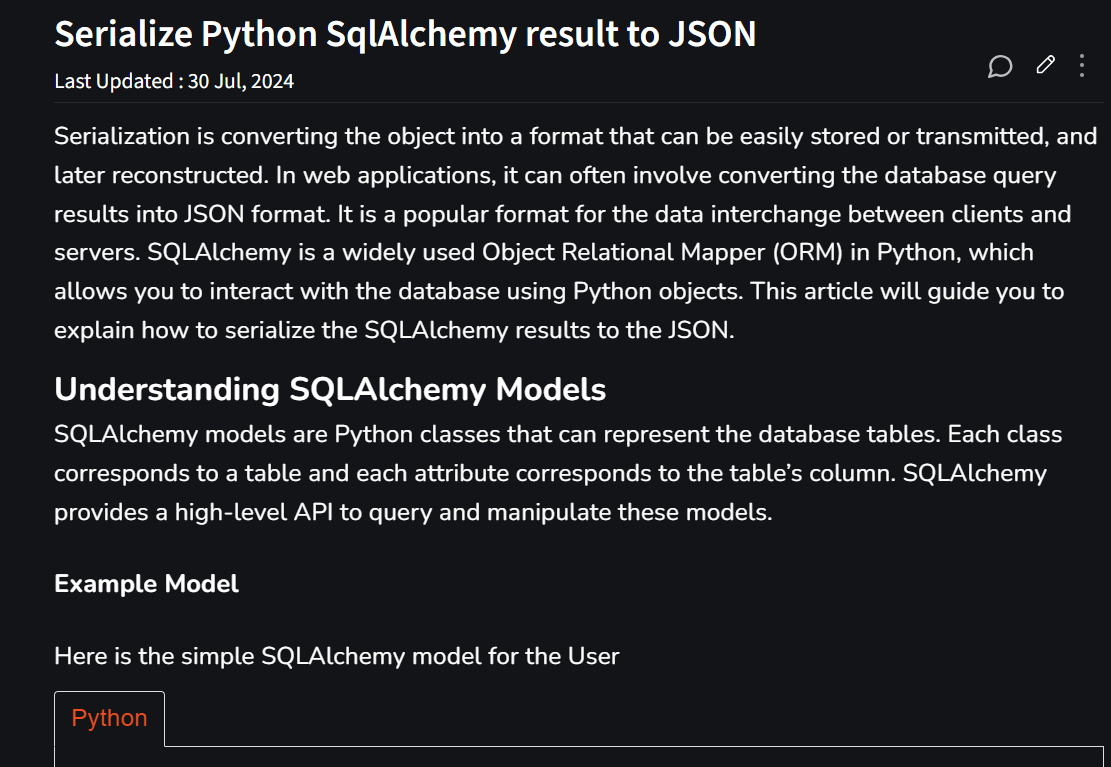 Serialize Python SqlAlchemy result to JSON
Last Updated : 30 Jul, 2024
Serialization is converting the object into a format that can be easily stored or transmitted, and
later reconstructed. In web applications, it can often involve converting the database query
results into JSON format. It is a popular format for the data interchange between clients and
servers. SQLAlchemy is a widely used Object Relational Mapper (ORM) in Python, which
allows you to interact with the database using Python objects. This article will guide you to
explain how to serialize the SQLAlchemy results to the JSON.
Understanding SQLAlchemy Models
SQLAlchemy models are Python classes that can represent the database tables. Each class
corresponds to a table and each attribute corresponds to the table’s column. SQLAlchemy
provides a high-level API to query and manipulate these models.
Example Model
Here is the simple SQLAlchemy model for the User
Python